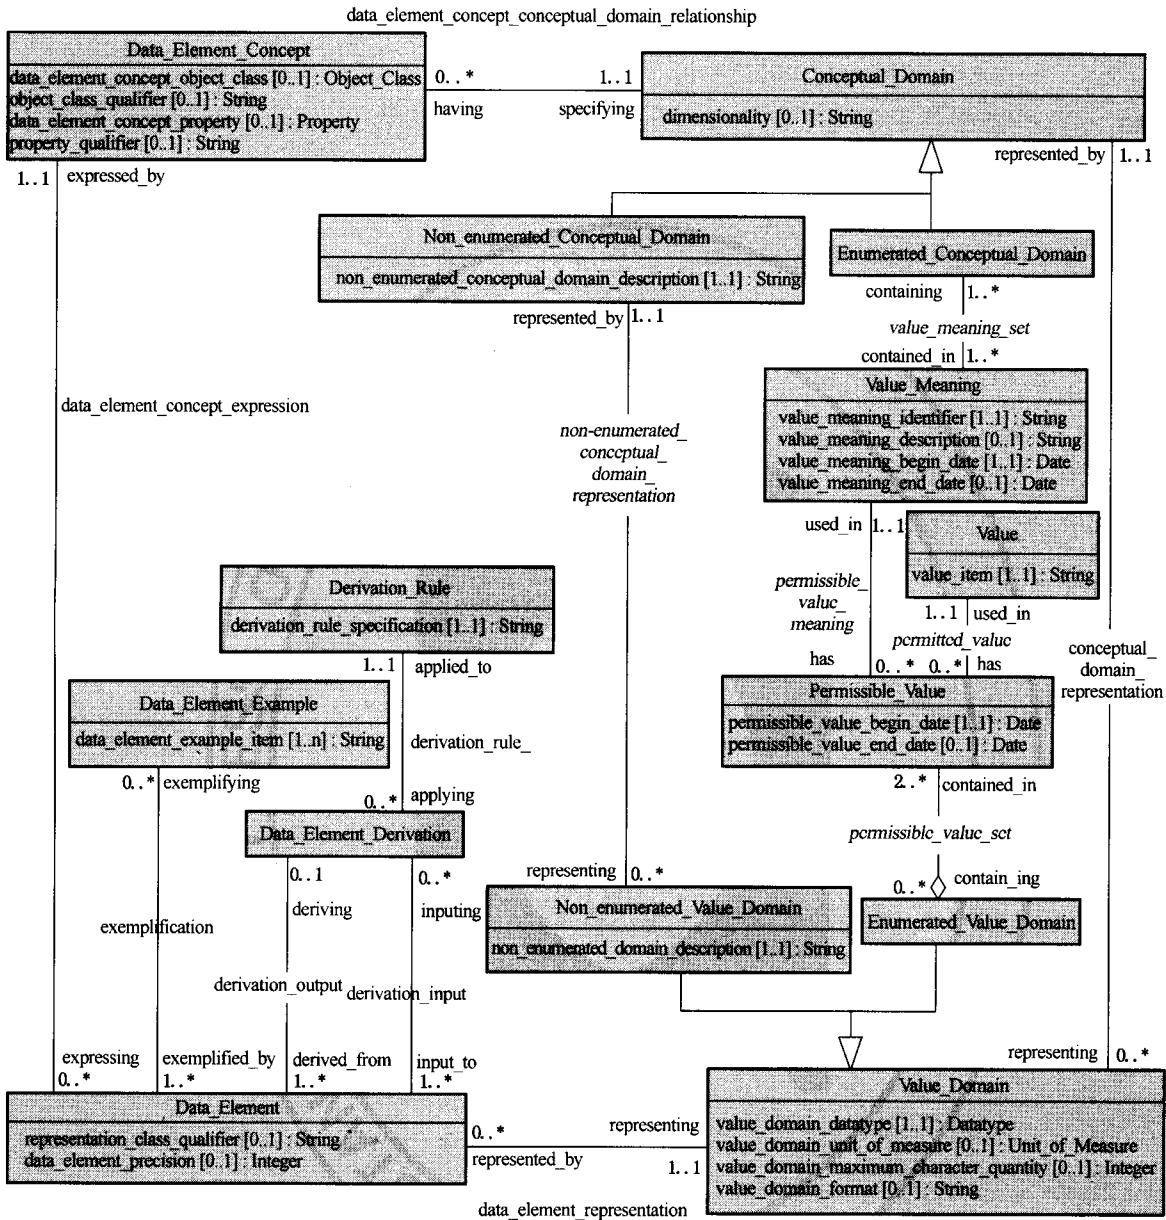 data_element_concept_conceptual_domain_relationship
Data_Element_Concept
data_element_concept_object_class [0..1] : Object_Class
object_class_qualifier [0..1] : String
data_element_concept_property [0..1] : Property
property_qualifier [0..1] : String
0..*
1..1
having
specifying
Conceptual_Domain
dimensionality [0..1] : String
1..1
expressed_by
represented_by
1..1
Non_enumerated_Conceptual_Domain
non_enumerated_conceptual_domain_description [1..1] : String
Enumerated_Conceptual_Domain
containing
1..*
represented_by
1..1
value_meaning_set
contained_in
1..*
Value_Meaning
value_meaning_identifier [1..1] : String
value_meaning_description [0..1] : String
value_meaning_begin_date [1..1] : Date
value_meaning_end_date [0..1] : Date
data_element_concept_expression
non-enumerated_
conceptual_
domain_
representation
used_in
1..1
Value
value_item [1..1] : String
Derivation_Rule
derivation_rule_specification [1..1] : String
permissible_
value_
meaning
1..1
used_in
permitted_value
has
0..*
0..*
has
conceptual_
domain_
representation
1..1
applied_to
Data_Element_Example
data_element_example_item [1..n] : String
Permissible_Value
permissible_value_begin_date [1..1] : Date
permissible_value_end_date [0..1] : Date
derivation_rule_
0..*
exemplifying
0..*
applying
2..*
contained_in
Data_Element_Derivation
permissible_value_set
0..1
0..*
representing
0..*
0..*
contain_ing
deriving
inputing
exemplification
Non_enumerated_Value_Domain
non_enumerated_domain_description [1..1] : String
Enumerated_Value_Domain
derivation_output
derivation_input
expressing
exemplified_by
derived_from
input_to
0..*
1..*
1..*
1..*
representing
0..*
Data_Element
representation_class_qualifier [0..1] : String
data_element_precision [0..1] : Integer
0..*
representing
represented_by
1..1
Value_Domain
value_domain_datatype [1..1] : Datatype
value_domain_unit_of_measure [0..1] : Unit_of_Measure
value_domain_maximum_character_quantity [0..1] : Integer
value_domain_format [0..1] : String
data_element_representation